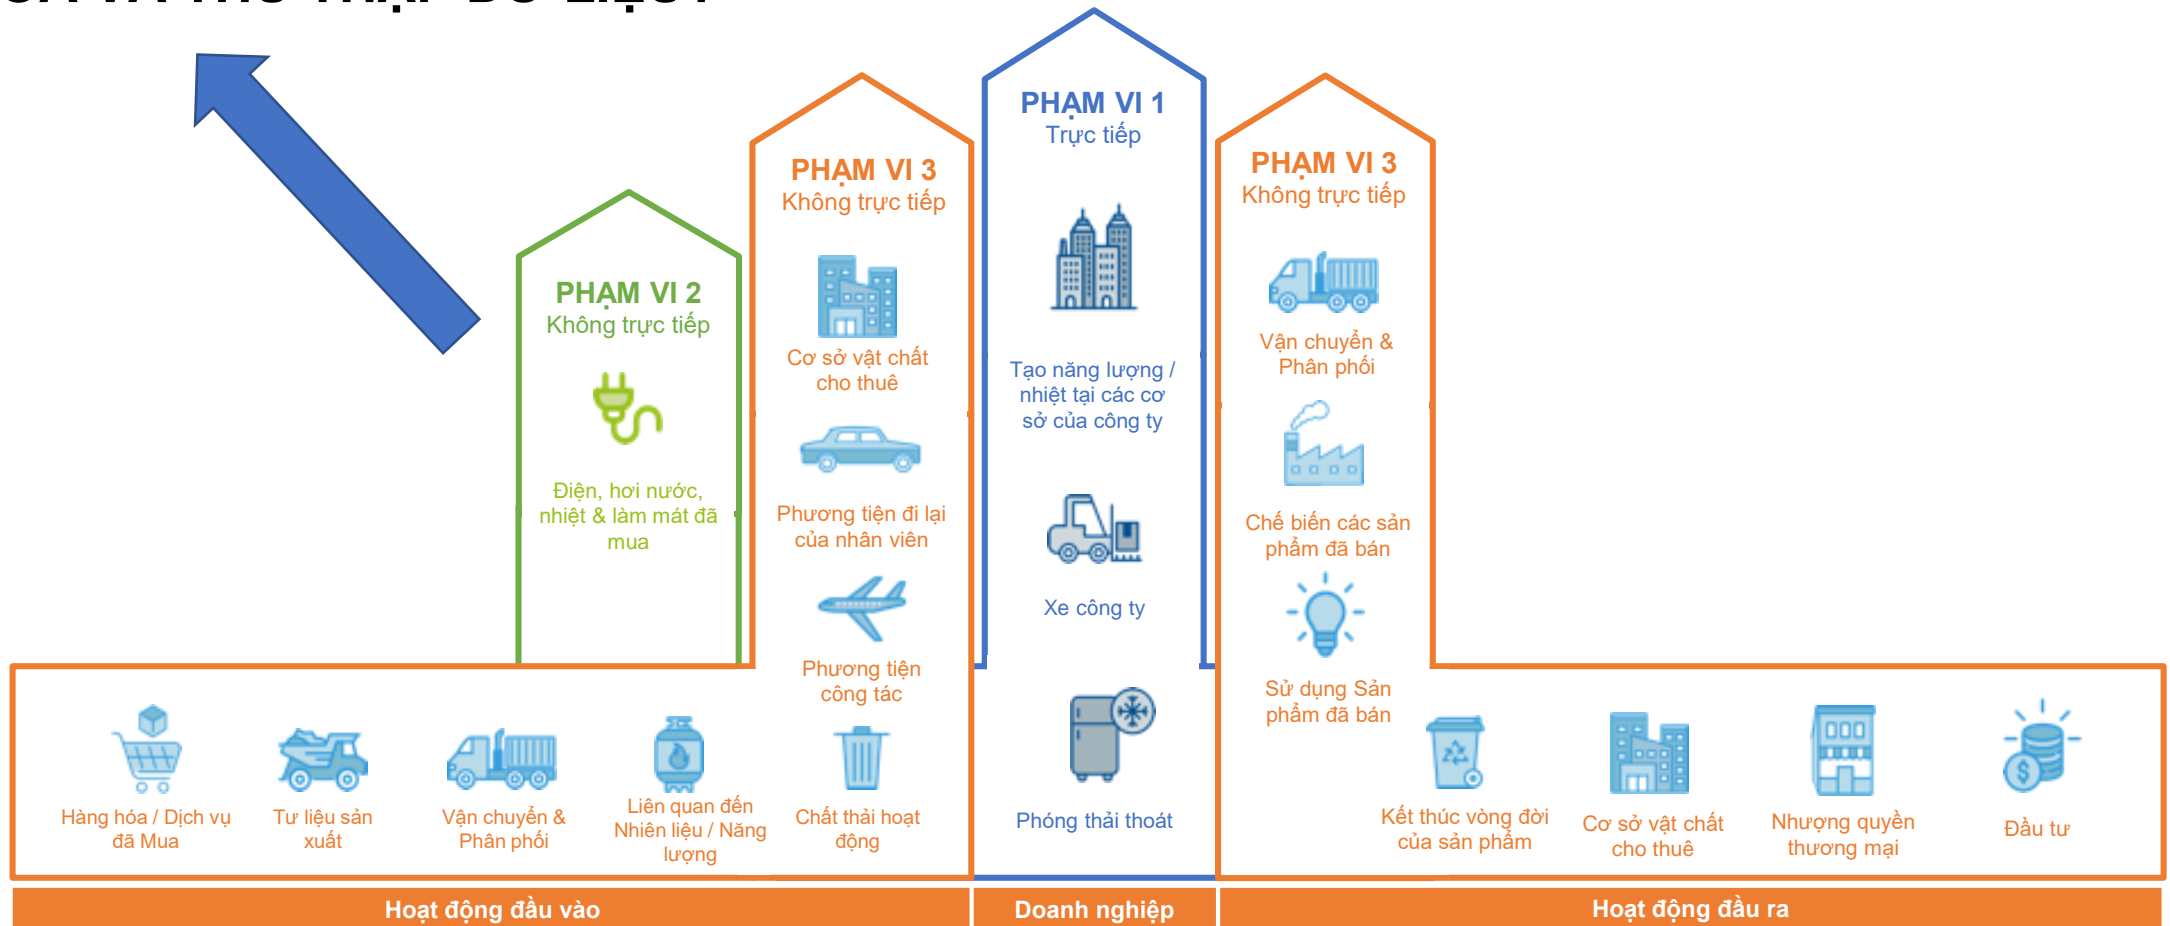 PHẠM VI 2
Không trực tiếp
Điện, hơi nước,
nhiệt & làm mát đã
mua
PHẠM VI 3
Không trực tiếp
Cơ sở vật chất
cho thuê
Phương tiện đi lại
của nhân viên
Phương tiện
công tác
PHẠM VI 1
Trực tiếp
Tạo năng lượng /
nhiệt tại các cơ
sở của công ty
Xe công ty
Phóng thải thoát
PHẠM VI 3
Không trực tiếp
Vận chuyển &
Phân phối
Chế biến các sản
phẩm đã bán
Sử dụng Sản
phẩm đã bán
Hàng hóa / Dịch vụ
đã Mua
Tư liệu sản
xuất
Vận chuyển &
Phân phối
Liên quan đến
Nhiên liệu / Năng
lượng
Chất thải hoạt
động
Kết thúc vòng đời
của sản phẩm
Cơ sở vật chất
cho thuê
Nhượng quyền
thương mại
Đầu tư
Hoạt động đầu vào
Doanh nghiệp
Hoạt động đầu ra